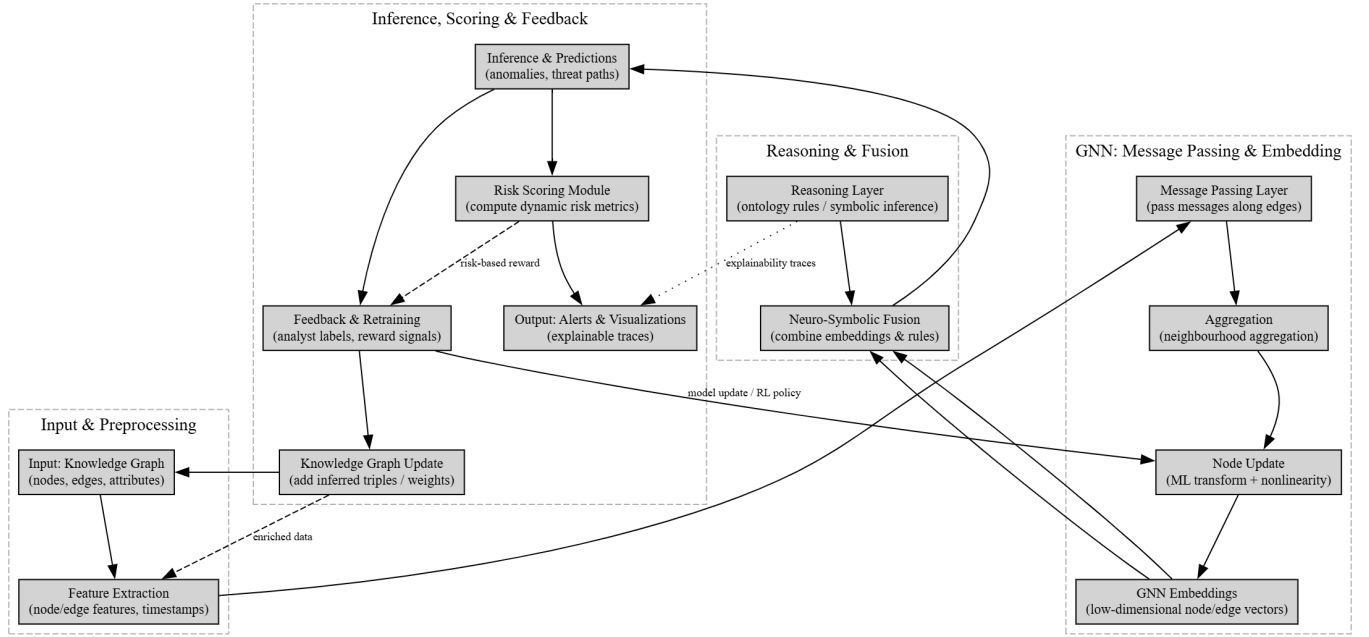 Inference, Scoring & Feedback
Inference & Predictions
(anomalies, threat paths)
Risk Scoring Module
(compute dynamic risk metrics)
risk-based reward
Feedback & Retraining
(analyst labels, reward signals)
Output: Alerts & Visualizations
(explainable traces)
Knowledge Graph Update
(add inferred triples / weights)
Reasoning & Fusion
Reasoning Layer
(ontology rules / symbolic inference)
explainability traces
Neuro-Symbolic Fusion
(combine embeddings & rules)
model update / RL policy
GNN: Message Passing & Embedding
Message Passing Layer
(pass messages along edges)
Aggregation
(neighbourhood aggregation)
Node Update
(ML transform + nonlinearity)
GNN Embeddings
(low-dimensional node/edge vectors)
Input & Preprocessing
Input: Knowledge Graph
(nodes, edges, attributes)
enriched data
Feature Extraction
(node/edge features, timestamps)